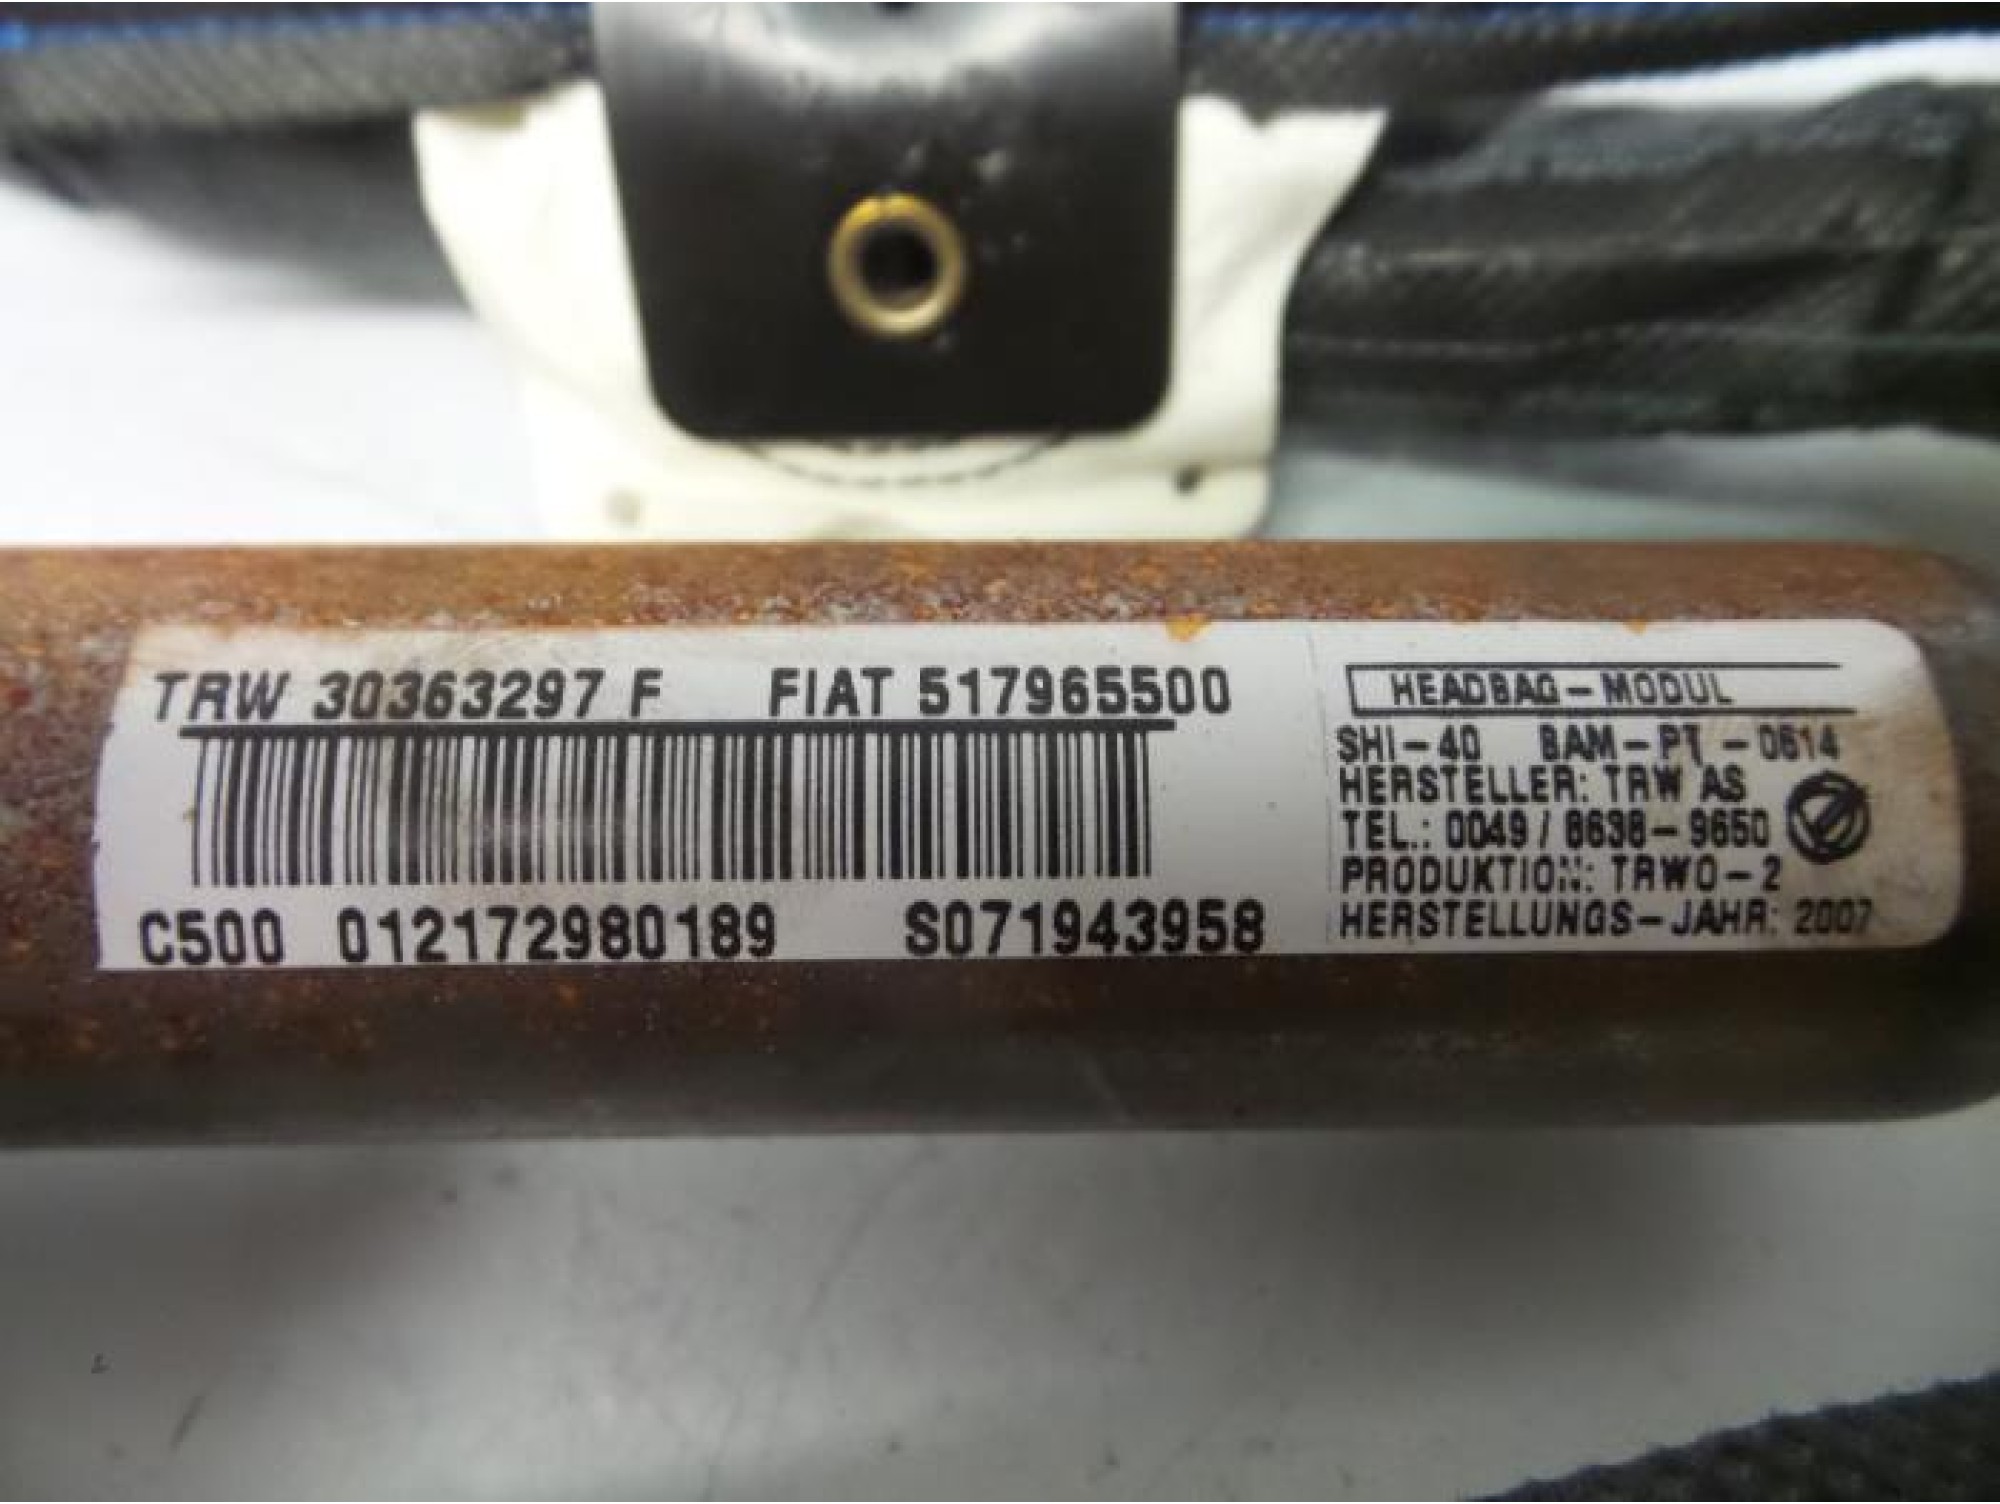 TRW 30363297 F FIAT 517965500
C500 012172980189 S071943958
HEADBAG-MODUL
SHI-40 BAM-PT-0614
HERSTELLER: TRW AS
TEL.: 0049/8638-9650
PRODUKTION: TRWO-2
HERSTELLUNGS-JAHR: 2007